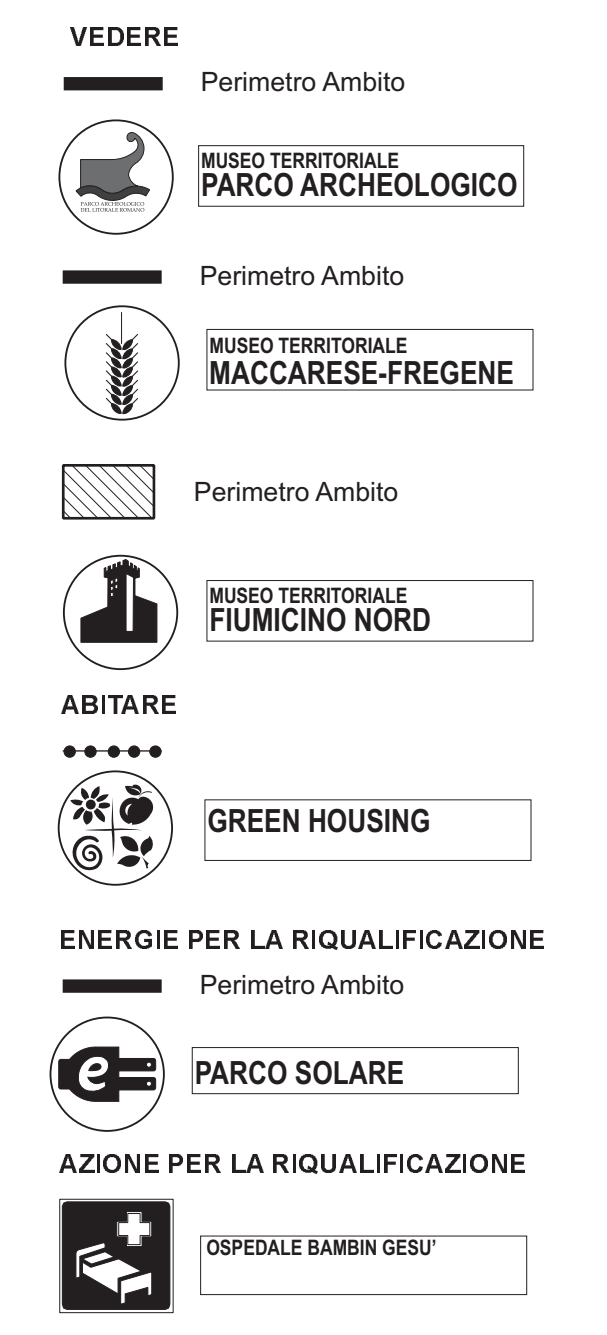 VEDERE
Perimetro Ambito
MUSEO TERRITORIALE
PARCO ARCHEOLOGICO
PARCO ARCHEOLOGICO
DEL LITORALE ROMANO
Perimetro Ambito
MUSEO TERRITORIALE
MACCARESE-FREGENE
Perimetro Ambito
MUSEO TERRITORIALE
FIUMICINO NORD
ABITARE
GREEN HOUSING
ENERGIE PER LA RIQUALIFICAZIONE
Perimetro Ambito
e
PARCO SOLARE
AZIONE PER LA RIQUALIFICAZIONE
OSPEDALE BAMBIN GESU'